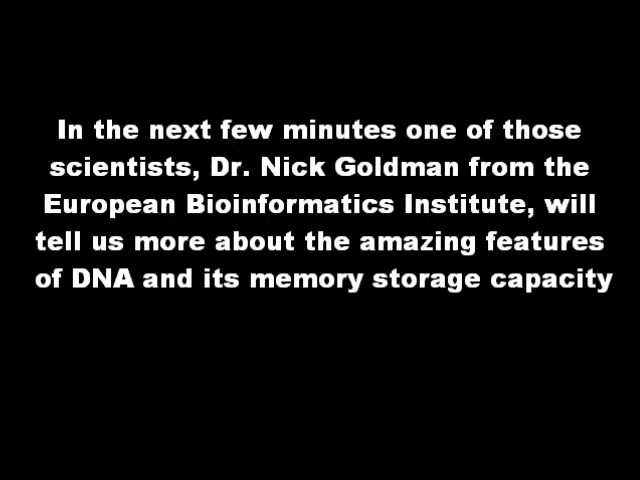 In the next few minutes one of those
scientists, Dr. Nick Goldman from the
European Bioinformatics Institute, will
tell us more about the amazing features
of DNA and its memory storage capacity